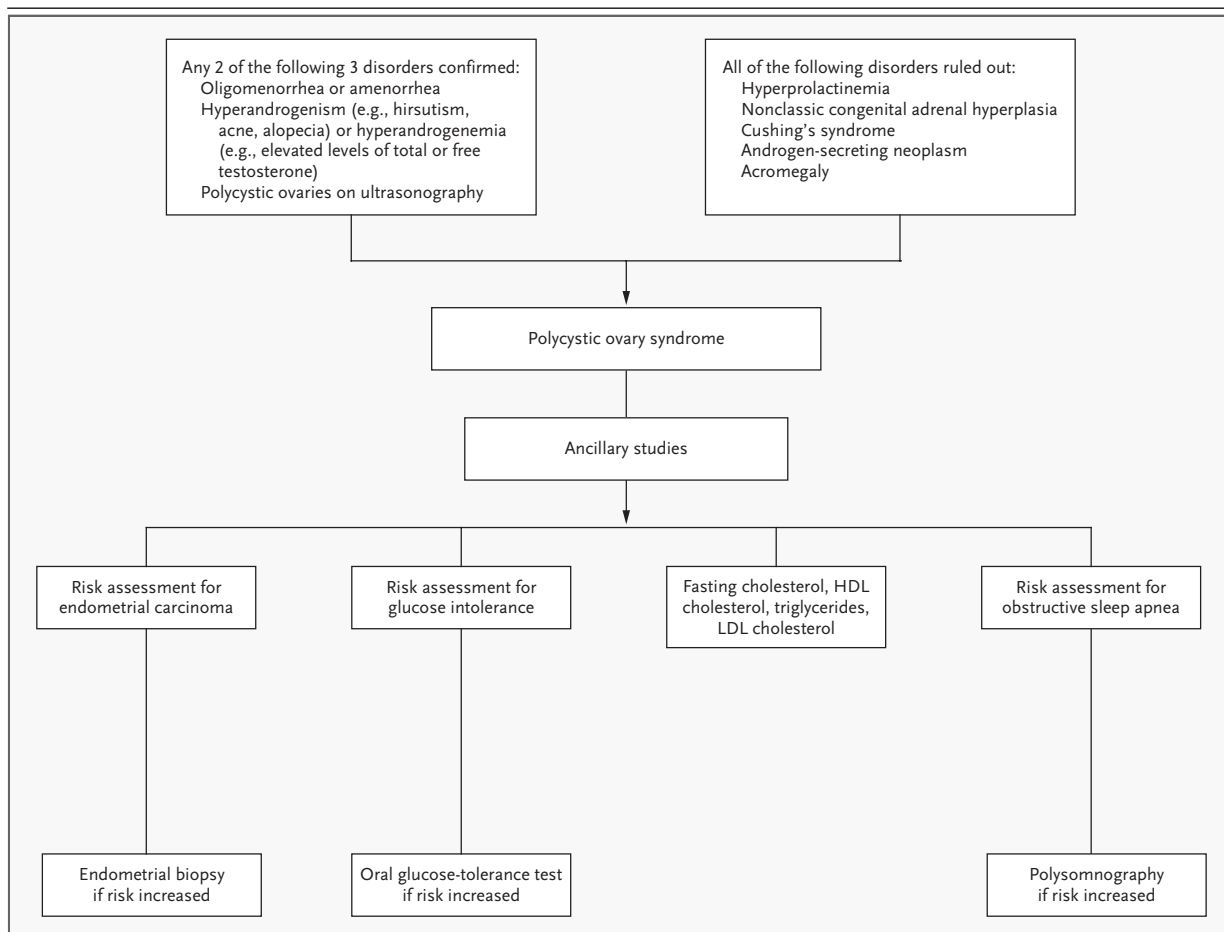 Any 2 of the following 3 disorders confirmed:
Oligomenorrhea or amenorrhea
Hyperandrogenism (e.g., hirsutism,
acne, alopecia) or hyperandrogenemia
(e.g., elevated levels of total or free
testosterone)
Polycystic ovaries on ultrasonography
All of the following disorders ruled out:
Hyperprolactinemia
Nonclassic congenital adrenal hyperplasia
Cushing's syndrome
Androgen-secreting neoplasm
Acromegaly
Polycystic ovary syndrome
Ancillary studies
Risk assessment for
endometrial carcinoma
Risk assessment for
glucose intolerance
Fasting cholesterol, HDL
cholesterol, triglycerides,
LDL cholesterol
Risk assessment for
obstructive sleep apnea
Endometrial biopsy
if risk increased
Oral glucose-tolerance test
if risk increased
Polysomnography
if risk increased